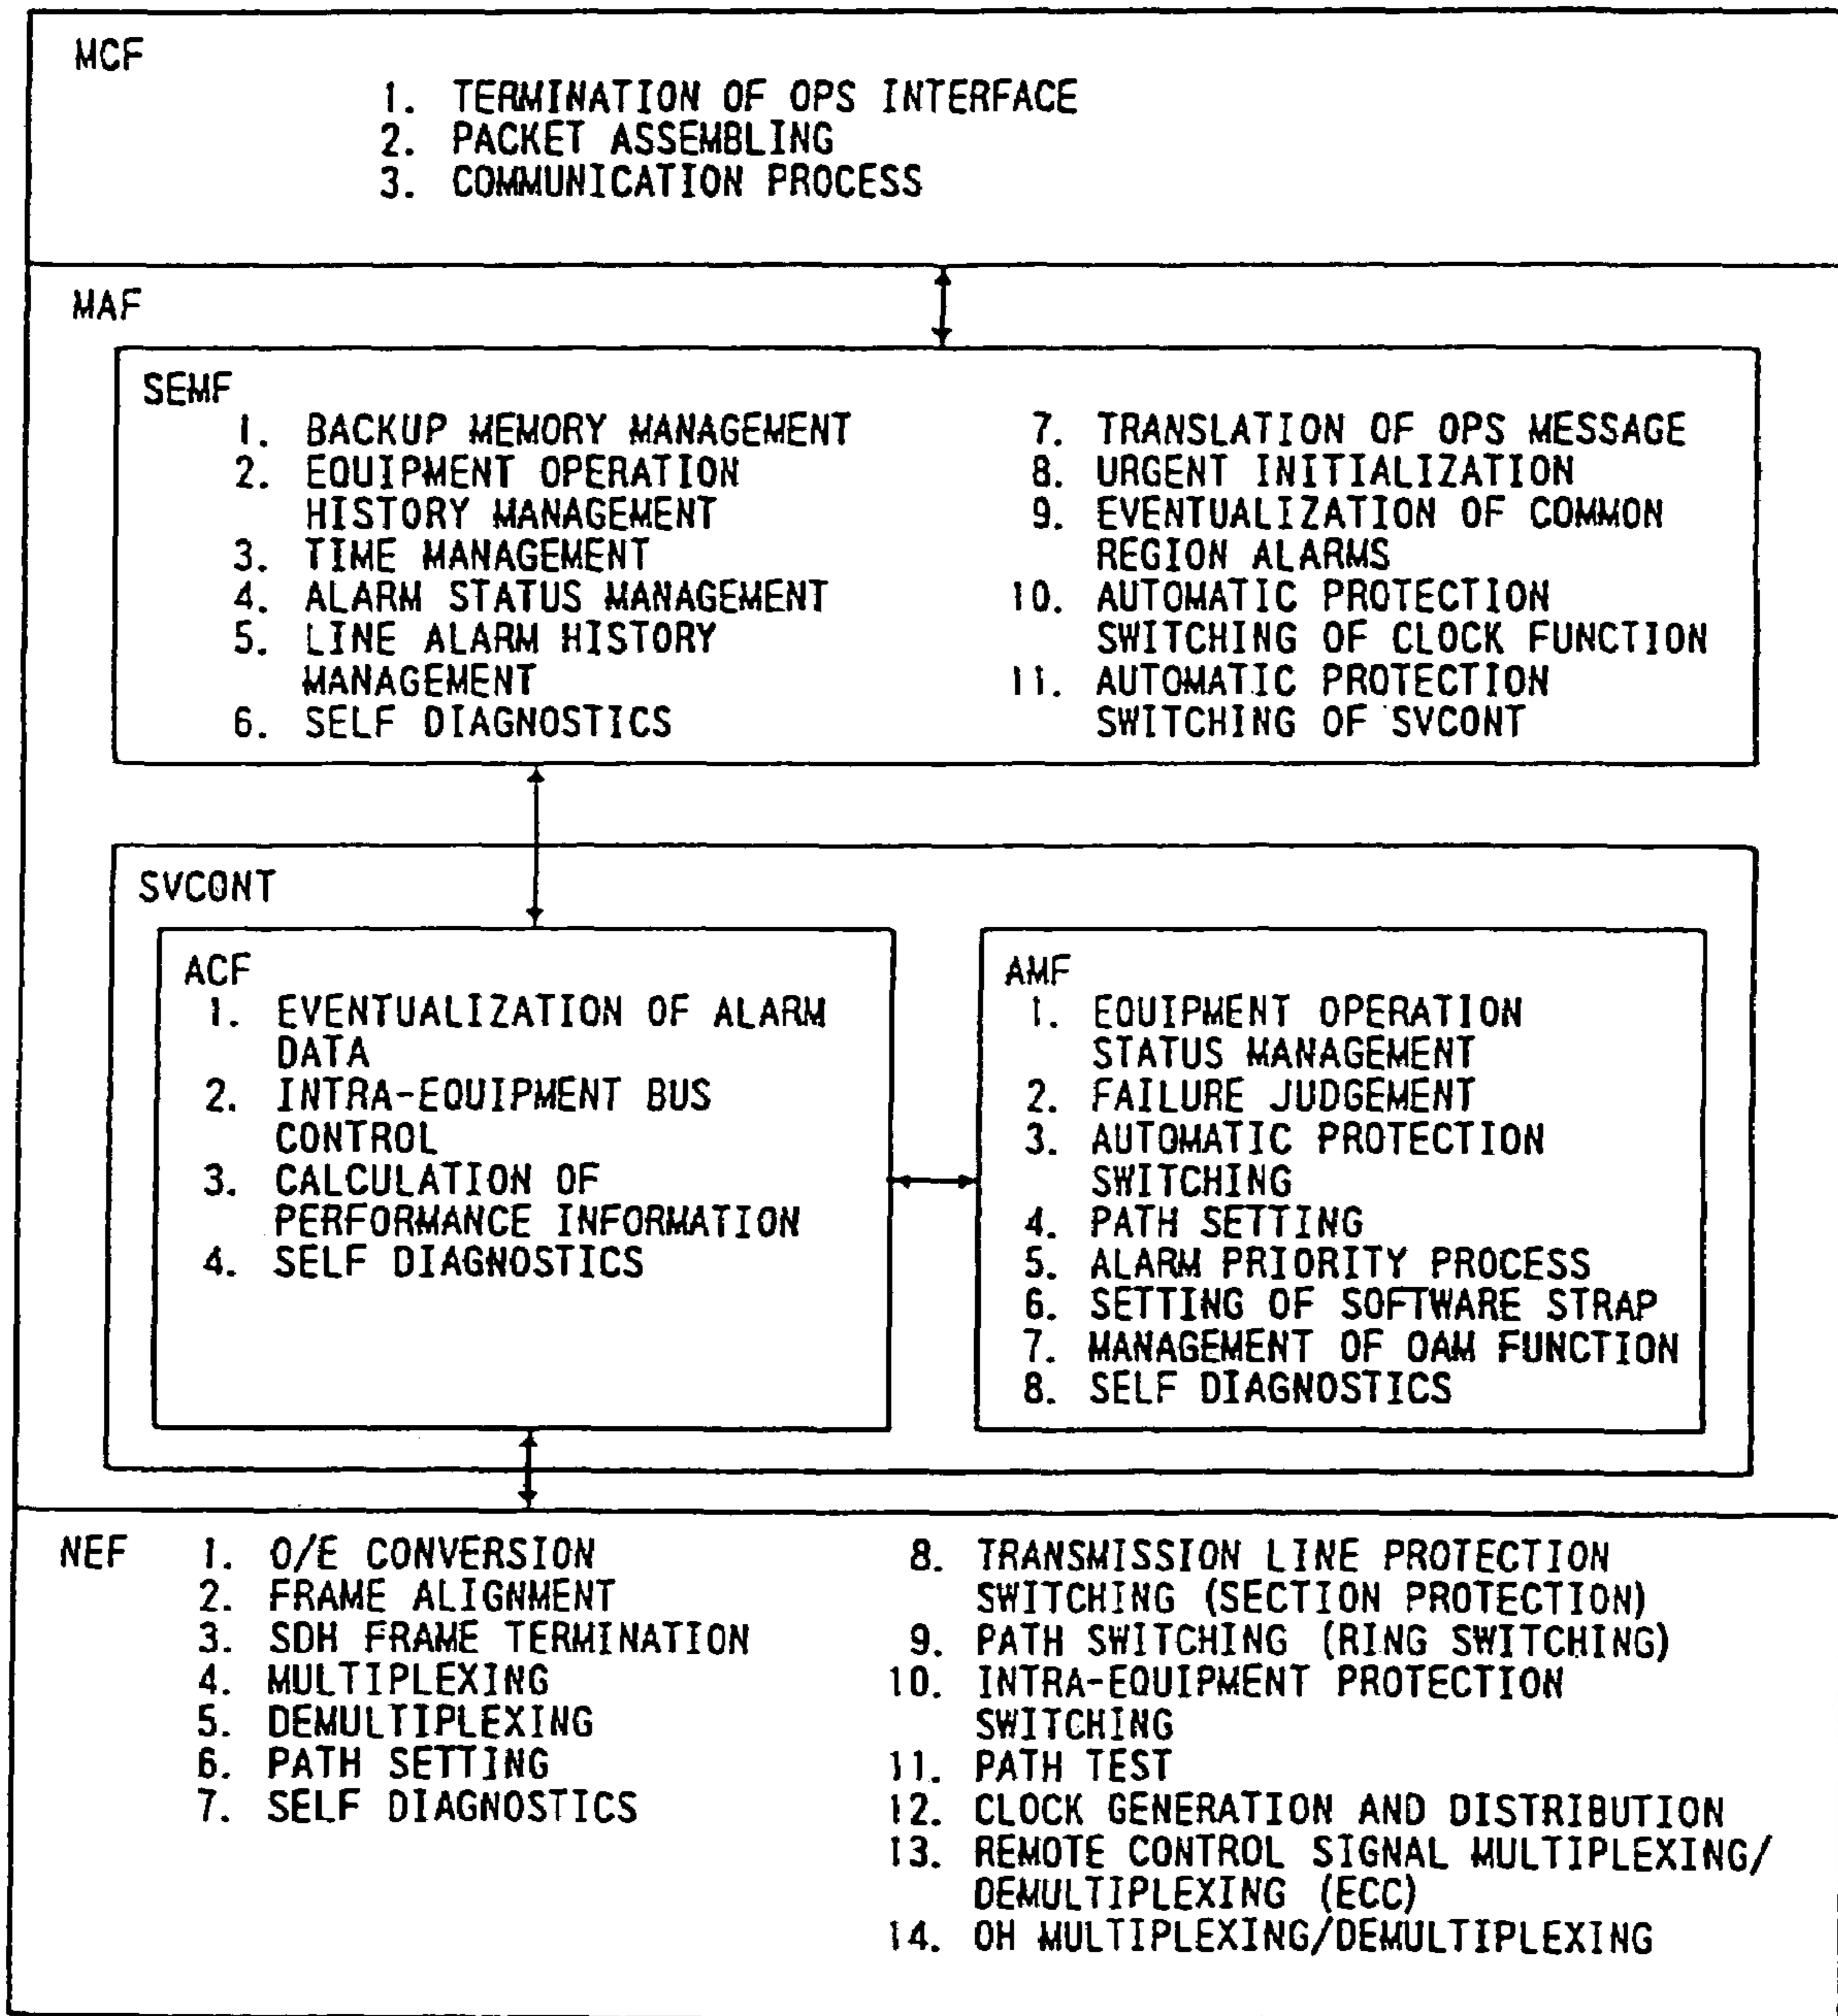 MCF
1. TERMINATION OF OPS INTERFACE
2. PACKET ASSEMBLING
3. COMMUNICATION PROCESS
MAF
SEMF
1. BACKUP MEMORY MANAGEMENT
2. EQUIPMENT OPERATION
HISTORY MANAGEMENT
3. TIME MANAGEMENT
4. ALARM STATUS MANAGEMENT
5. LINE ALARM HISTORY
MANAGEMENT
6. SELF DIAGNOSTICS
7. TRANSLATION OF OPS MESSAGE
8. URGENT INITIALIZATION
9. EVENTUALIZATION OF COMMON
REGION ALARMS
10. AUTOMATIC PROTECTION
SWITCHING OF CLOCK FUNCTION
11. AUTOMATIC PROTECTION
SWITCHING OF SVCONT
SVCONT
ACF
1. EVENTUALIZATION OF ALARM
DATA
2. INTRA-EQUIPMENT BUS
CONTROL
3. CALCULATION OF
PERFORMANCE INFORMATION
4. SELF DIAGNOSTICS
AMF
1. EQUIPMENT OPERATION
STATUS MANAGEMENT
2. FAILURE JUDGEMENT
3. AUTOMATIC PROTECTION
SWITCHING
4. PATH SETTING
5. ALARM PRIORITY PROCESS
6. SETTING OF SOFTWARE STRAP
7. MANAGEMENT OF OAM FUNCTION
8. SELF DIAGNOSTICS
NEF
1. O/E CONVERSION
2. FRAME ALIGNMENT
3. SDH FRAME TERMINATION
4. MULTIPLEXING
5. DEMULTIPLEXING
6. PATH SETTING
7. SELF DIAGNOSTICS
8. TRANSMISSION LINE PROTECTION
SWITCHING (SECTION PROTECTION)
9. PATH SWITCHING (RING SWITCHING)
10. INTRA-EQUIPMENT PROTECTION
SWITCHING
11. PATH TEST
12. CLOCK GENERATION AND DISTRIBUTION
13. REMOTE CONTROL SIGNAL MULTIPLEXING/
DEMULTIPLEXING (ECC)
14. OH MULTIPLEXING/DEMULTIPLEXING